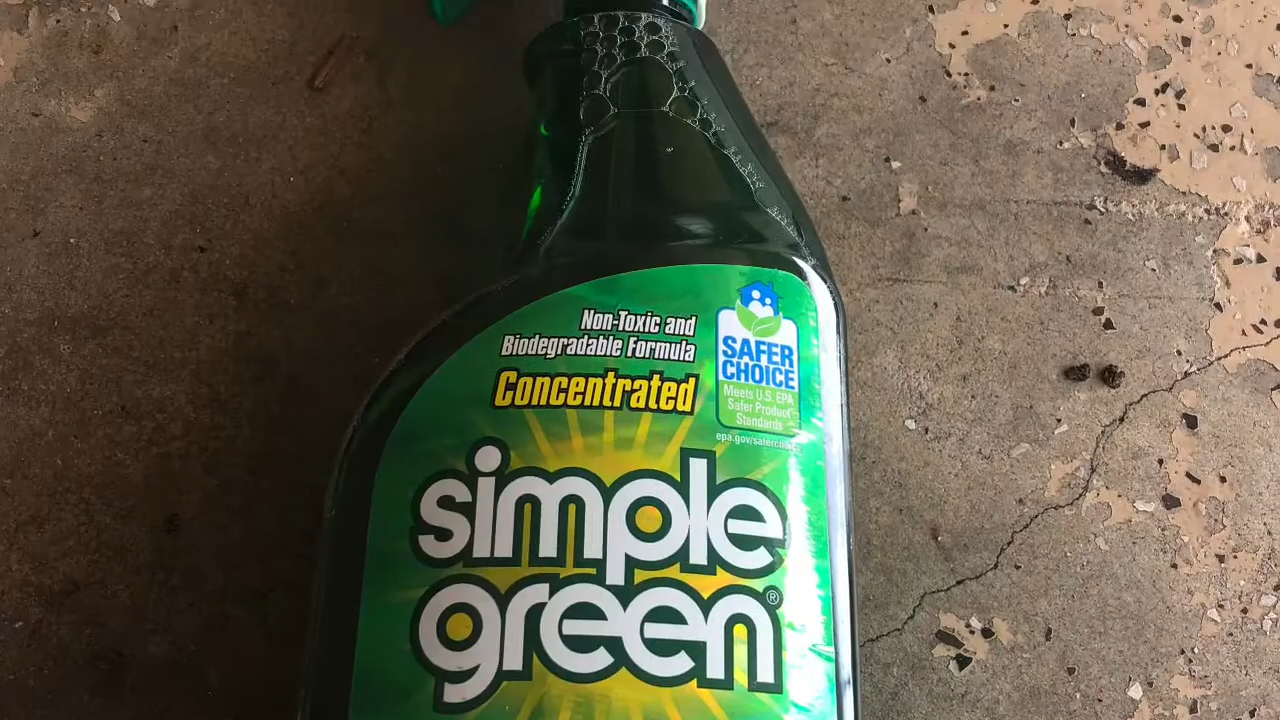 Non-Toxic and
Biodegradable Formula
Concentrated
SAFER
CHOICE
Meets U.S. EPA
Safer Product
Standards
simple
green®